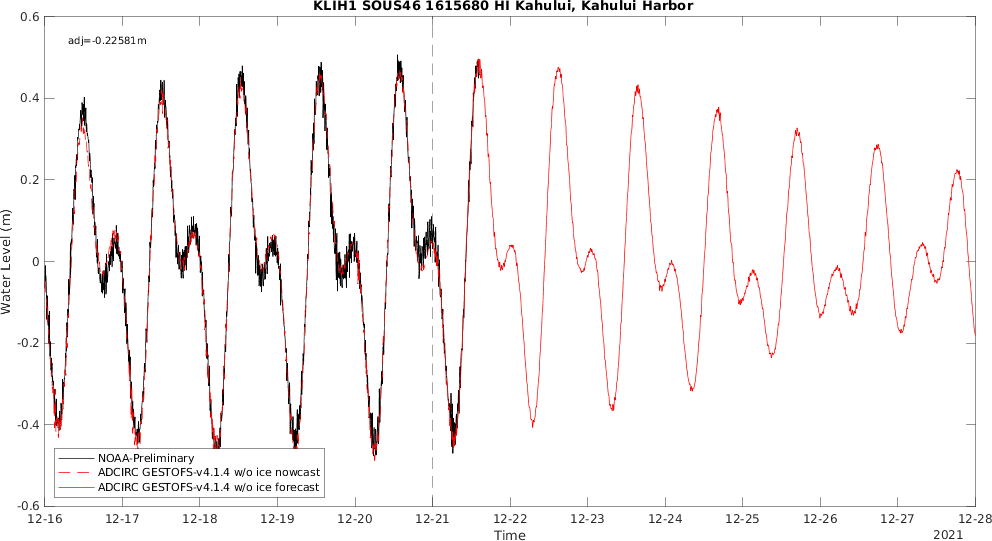 KLIH1 SOUS46 1615680 HI Kahului, Kahului Harbor
adj=-0.22581m
0.6
0.4
0.2
0
-0.2
-0.4
-0.6
Water Level (m)
NOAA-Preliminary
ADCIRC GESTOFS-v4.1.4 w/o ice nowcast
ADCIRC GESTOFS-v4.1.4 w/o ice forecast
12-16 12-17 12-18 12-19 12-20 12-21 12-22 12-23 12-24 12-25 12-26 12-27 12-28
Time
2021